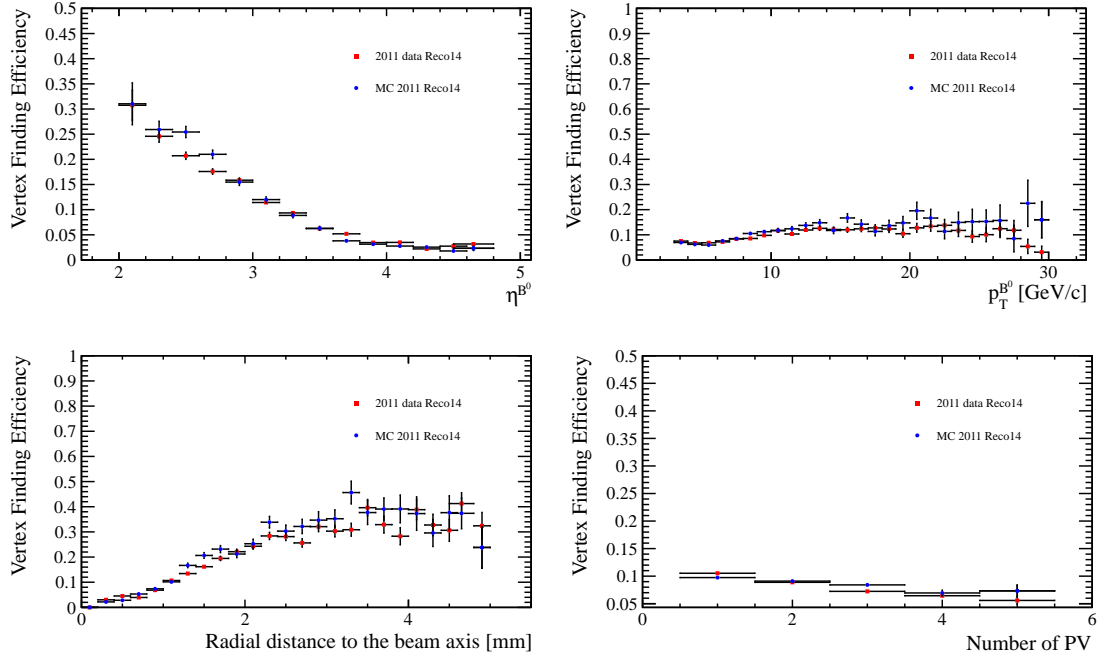 Vertex Finding Efficiency
0.5
0.45
0.4
0.35
0.3
0.25
0.2
0.15
0.1
0.05
0
2011 data Reco14
MC 2011 Reco14
2 3 4 5
η^{B^0}
Vertex Finding Efficiency
1
0.9
0.8
0.7
0.6
0.5
0.4
0.3
0.2
0.1
0
2011 data Reco14
MC 2011 Reco14
10 20 30
p_T^{B^0} [GeV/c]
Vertex Finding Efficiency
1
0.9
0.8
0.7
0.6
0.5
0.4
0.3
0.2
0.1
0
2011 data Reco14
MC 2011 Reco14
0 2 4
Radial distance to the beam axis [mm]
Vertex Finding Efficiency
0.5
0.45
0.4
0.35
0.3
0.25
0.2
0.15
0.1
0.05
2011 data Reco14
MC 2011 Reco14
0 2 4 6
Number of PV